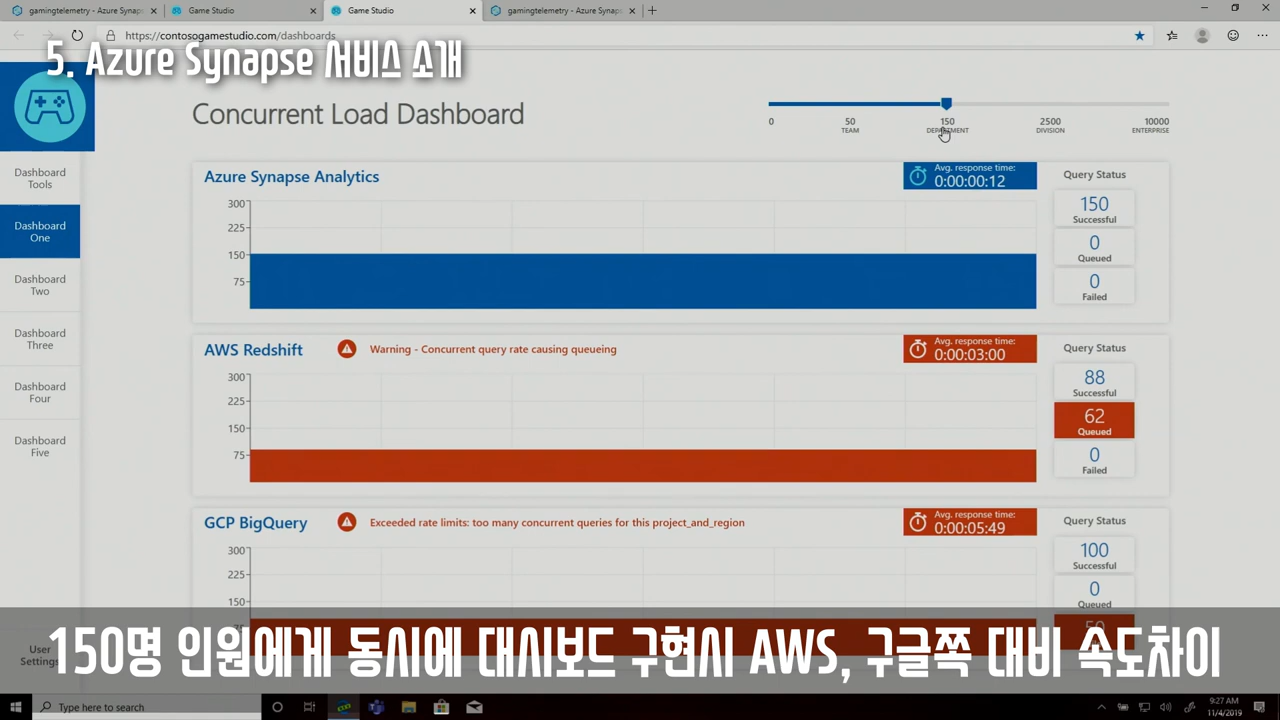 gamingtelemetry - Azure Synaps
Game Studio
Game Studio
gamingtelemetry - Azure Synaps
https://contosogamestudio.com/dashboards
5. Azure Synapse 서비스 소개
Concurrent Load Dashboard
0
50
150
2500
10000
TEAM
DEPARTMENT
DIVISION
ENTERPRISE
Dashboard
Tools
Dashboard
One
Dashboard
Two
Dashboard
Three
Dashboard
Four
Dashboard
Five
User
Settings
Azure Synapse Analytics
Avg. response time:
0:00:00:12
Query Status
300
225
150
75
150
Successful
0
Queued
0
Failed
AWS Redshift
Warning - Concurrent query rate causing queueing
Avg. response time:
0:00:03:00
Query Status
300
225
150
75
88
Successful
62
Queued
0
Failed
GCP BigQuery
Exceeded rate limits: too many concurrent queries for this project_and_region
Avg. response time:
0:00:05:49
Query Status
300
225
150
75
100
Successful
0
Queued
50
150명 인원에게 동시에 대시보드 구현시 AWS, 구글쪽 대비 속도차이
Type here to search
9:27 AM
11/4/2019